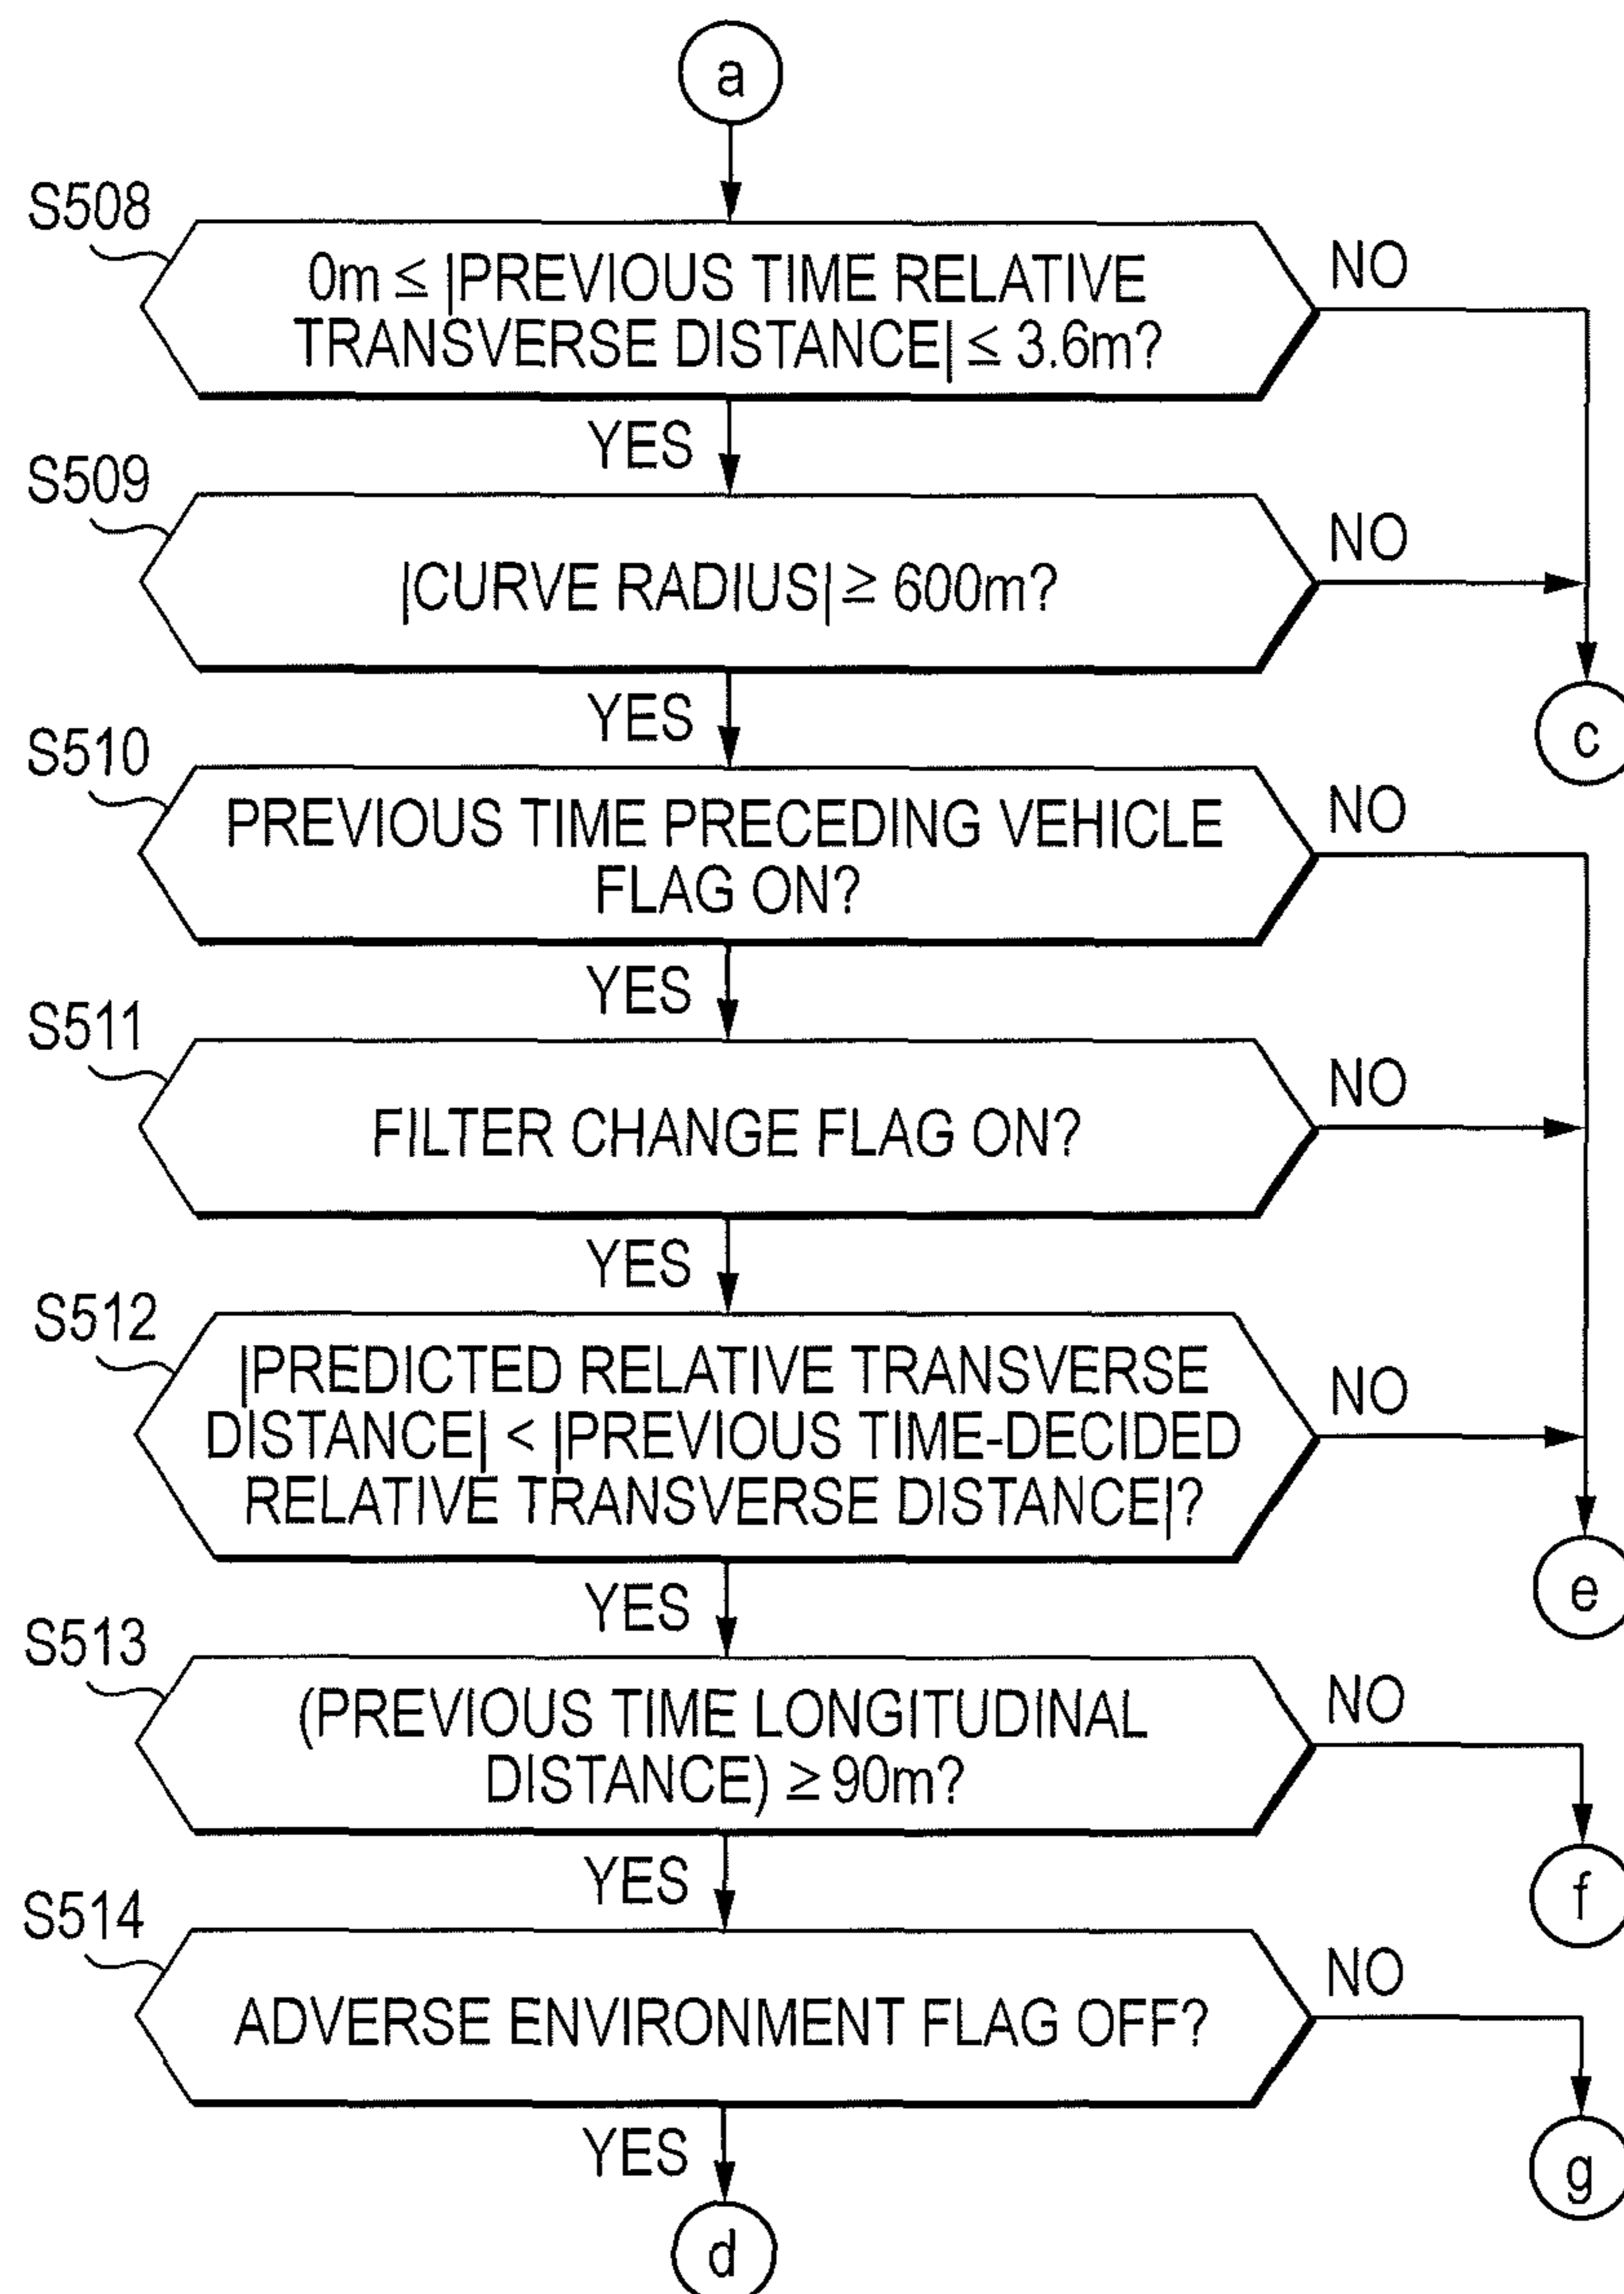 a
S508
0m ≤ |PREVIOUS TIME RELATIVE
TRANSVERSE DISTANCE| ≤ 3.6m?
NO
YES
S509
|CURVE RADIUS| ≥ 600m?
NO
c
YES
S510
PREVIOUS TIME PRECEDING VEHICLE
FLAG ON?
NO
YES
S511
FILTER CHANGE FLAG ON?
NO
YES
S512
|PREDICTED RELATIVE TRANSVERSE
DISTANCE| < |PREVIOUS TIME-DECIDED
RELATIVE TRANSVERSE DISTANCE|?
NO
e
YES
S513
(PREVIOUS TIME LONGITUDINAL
DISTANCE) ≥ 90m?
NO
f
YES
S514
ADVERSE ENVIRONMENT FLAG OFF?
NO
g
YES
d